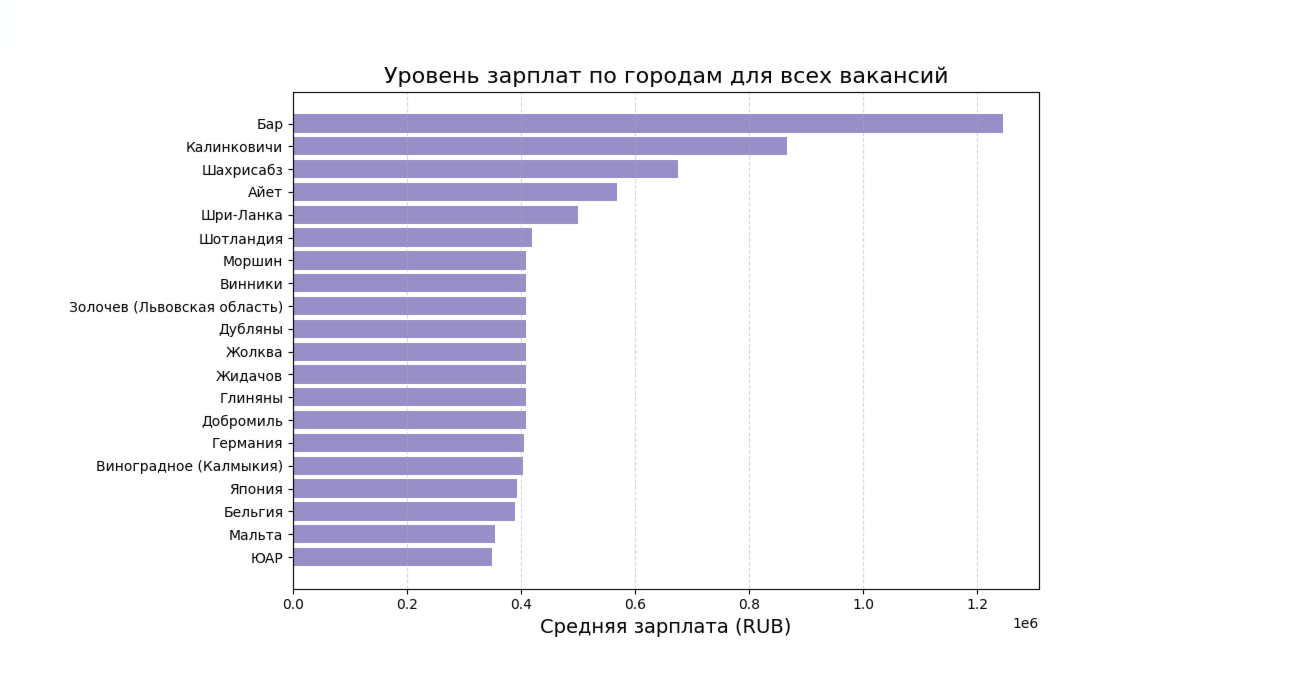 Уровень зарплат по городам для всех вакансий
Бар
Калинковичи
Шахрисабз
Айет
Шри-Ланка
Шотландия
Моршин
Винники
Золочев (Львовская область)
Дубляны
Жолква
Жидачов
Глиняны
Добромиль
Германия
Виноградное (Калмыкия)
Япония
Бельгия
Мальта
ЮАР
0.0 0.2 0.4 0.6 0.8 1.0 1.2
1e6
Средняя зарплата (RUB)